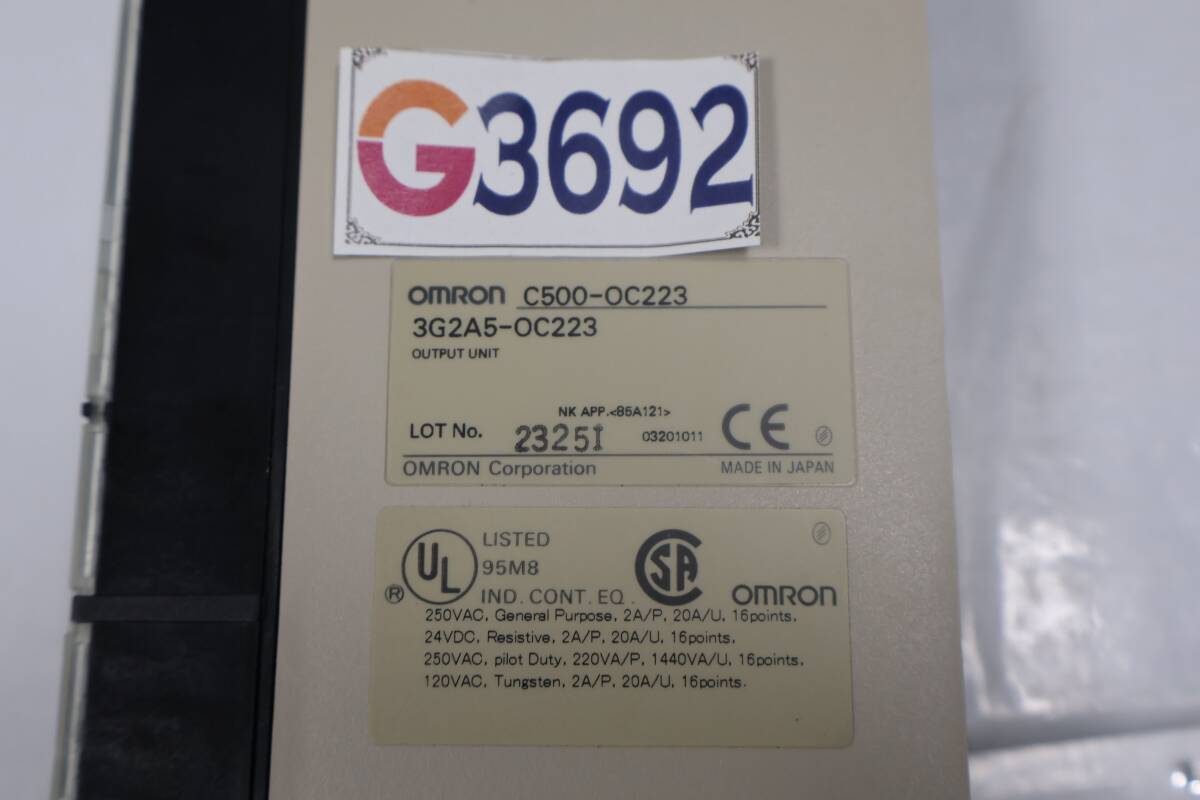 G3692
OMRON C500-OC223
3G2A5-OC223
OUTPUT UNIT
NK APP.<86A121>
LOT No. 2325I 03201011 CE
OMRON Corporation MADE IN JAPAN
UL LISTED
95M8
® IND. CONT. EQ.
SA OMRON
250VAC, General Purpose, 2A/P, 20A/U, 16points.
24VDC, Resistive, 2A/P, 20A/U, 16points.
250VAC, pilot Duty, 220VA/P, 1440VA/U, 16points.
120VAC, Tungsten, 2A/P, 20A/U, 16points.